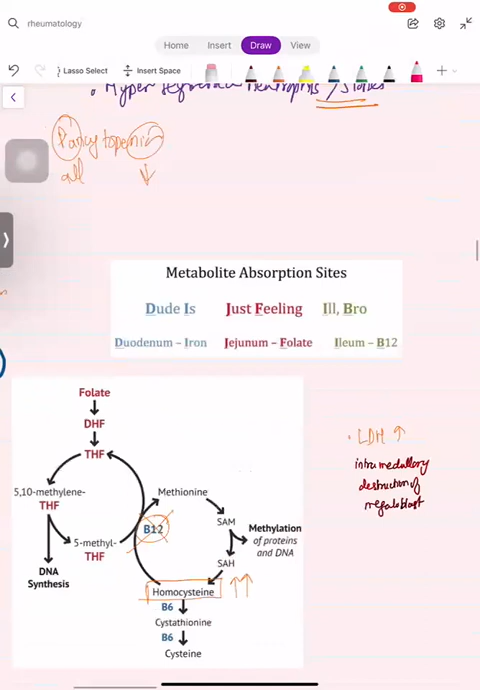 rheumatology
Home Insert Draw View
Lasso Select Insert Space
Hyper Segmented Neutrophils / 5 lobes
Pancytopenia
all ↓
Metabolite Absorption Sites
Dude Is Just Feeling Ill, Bro
Duodenum – Iron Jejunum – Folate Ileum – B12
Folate
DHF
THF
5,10-methylene-
THF
5-methyl-
THF
DNA
Synthesis
B12
Methionine
SAM
Methylation
of proteins
and DNA
SAH
Homocysteine ↑↑
B6
Cystathionine
B6
Cysteine
. LDH ↑
intramedullary
destruction of
megaloblast